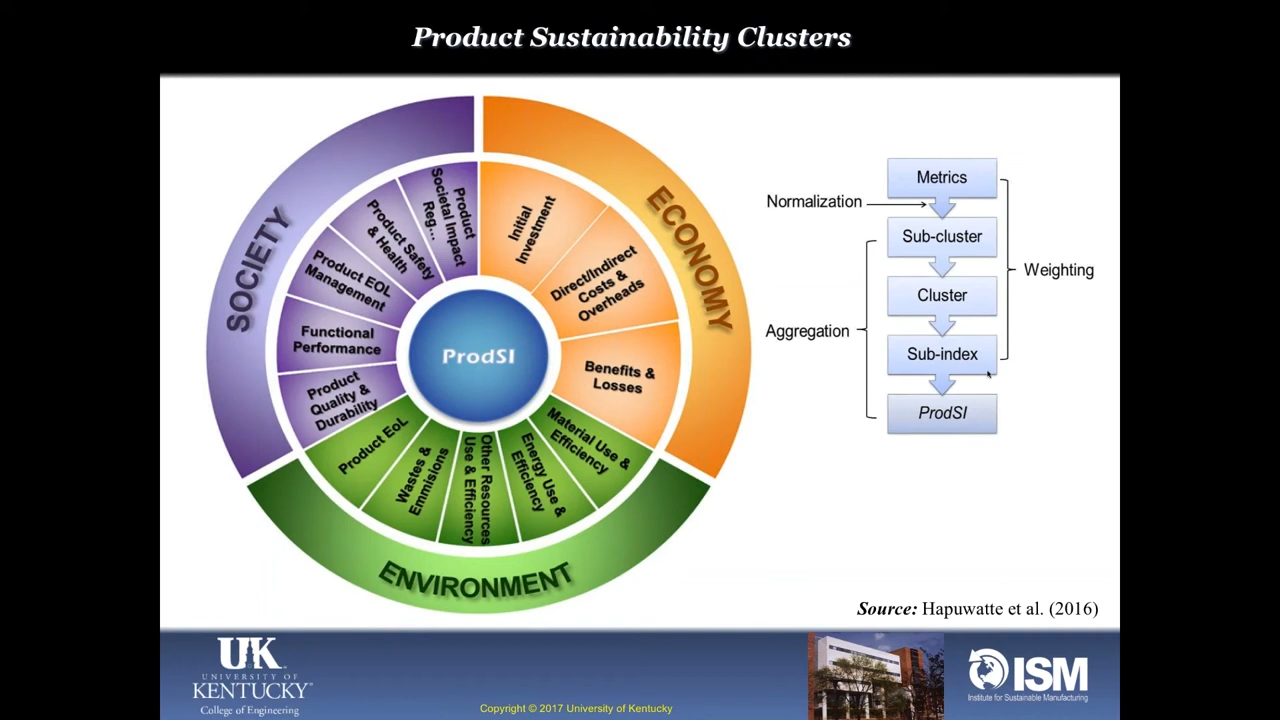 Product Sustainability Clusters
SOCIETY
ECONOMY
ENVIRONMENT
ProdSI
Initial
Investment
Direct/Indirect
Costs &
Overheads
Benefits &
Losses
Material Use &
Efficiency
Energy Use &
Efficiency
Other Resources
Use & Efficiency
Wastes &
Emmisions
Product EoL
Product
Quality &
Durability
Functional
Performance
Product EOL
Management
Product Safety
& Health
Product
Societal Impact
Reg...
Metrics
Normalization
Sub-cluster
Cluster
Weighting
Aggregation
Sub-index
ProdSI
Source: Hapuwatte et al. (2016)
UK
UNIVERSITY OF
KENTUCKY
College of Engineering
Copyright © 2017 University of Kentucky
ISM
Institute for Sustainable Manufacturing